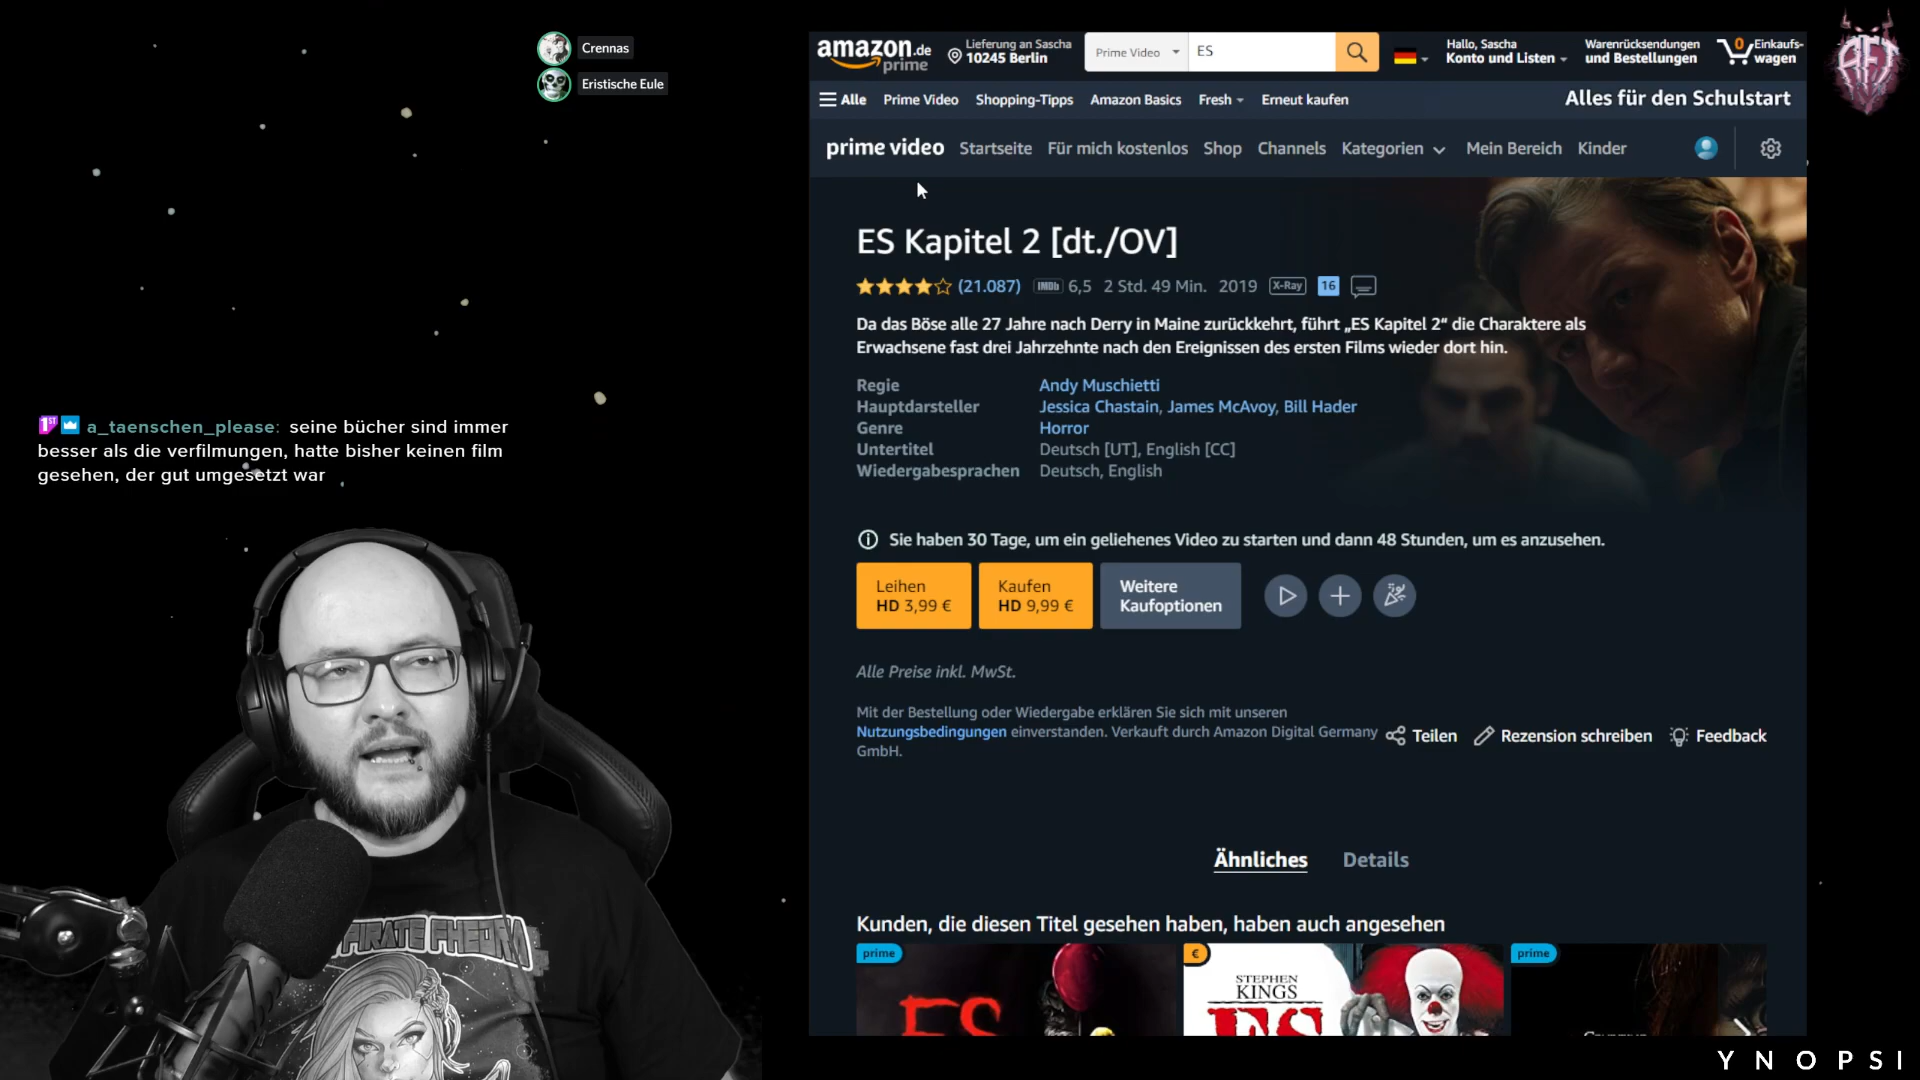 Crennas
Eristische Eule
a_taenschen_please: seine bücher sind immer
besser als die verfilmungen, hatte bisher keinen film
gesehen, der gut umgesetzt war
PIRATE
amazon.de
prime
Lieferung an Sascha
10245 Berlin
Prime Video
ES
Hallo, Sascha
Konto und Listen
Warenrücksendungen
und Bestellungen
0
Einkaufs-
wagen
Alle
Prime Video
Shopping-Tipps
Amazon Basics
Fresh
Erneut kaufen
Alles für den Schulstart
prime video
Startseite
Für mich kostenlos
Shop
Channels
Kategorien
Mein Bereich
Kinder
ES Kapitel 2 [dt./OV]
(21.087) IMDb 6,5 2 Std. 49 Min. 2019 X-Ray 16
Da das Böse alle 27 Jahre nach Derry in Maine zurückkehrt, führt „ES Kapitel 2“ die Charaktere als
Erwachsene fast drei Jahrzehnte nach den Ereignissen des ersten Films wieder dort hin.
Regie Andy Muschietti
Hauptdarsteller Jessica Chastain, James McAvoy, Bill Hader
Genre Horror
Untertitel Deutsch [UT], English [CC]
Wiedergabesprachen Deutsch, English
Sie haben 30 Tage, um ein geliehenes Video zu starten und dann 48 Stunden, um es anzusehen.
Leihen
HD 3,99 €
Kaufen
HD 9,99 €
Weitere
Kaufoptionen
Alle Preise inkl. MwSt.
Mit der Bestellung oder Wiedergabe erklären Sie sich mit unseren
Nutzungsbedingungen einverstanden. Verkauft durch Amazon Digital Germany
GmbH.
Teilen
Rezension schreiben
Feedback
Ähnliches
Details
Kunden, die diesen Titel gesehen haben, haben auch angesehen
prime
ES
€
STEPHEN
KINGS
ES
prime
YNOPSI